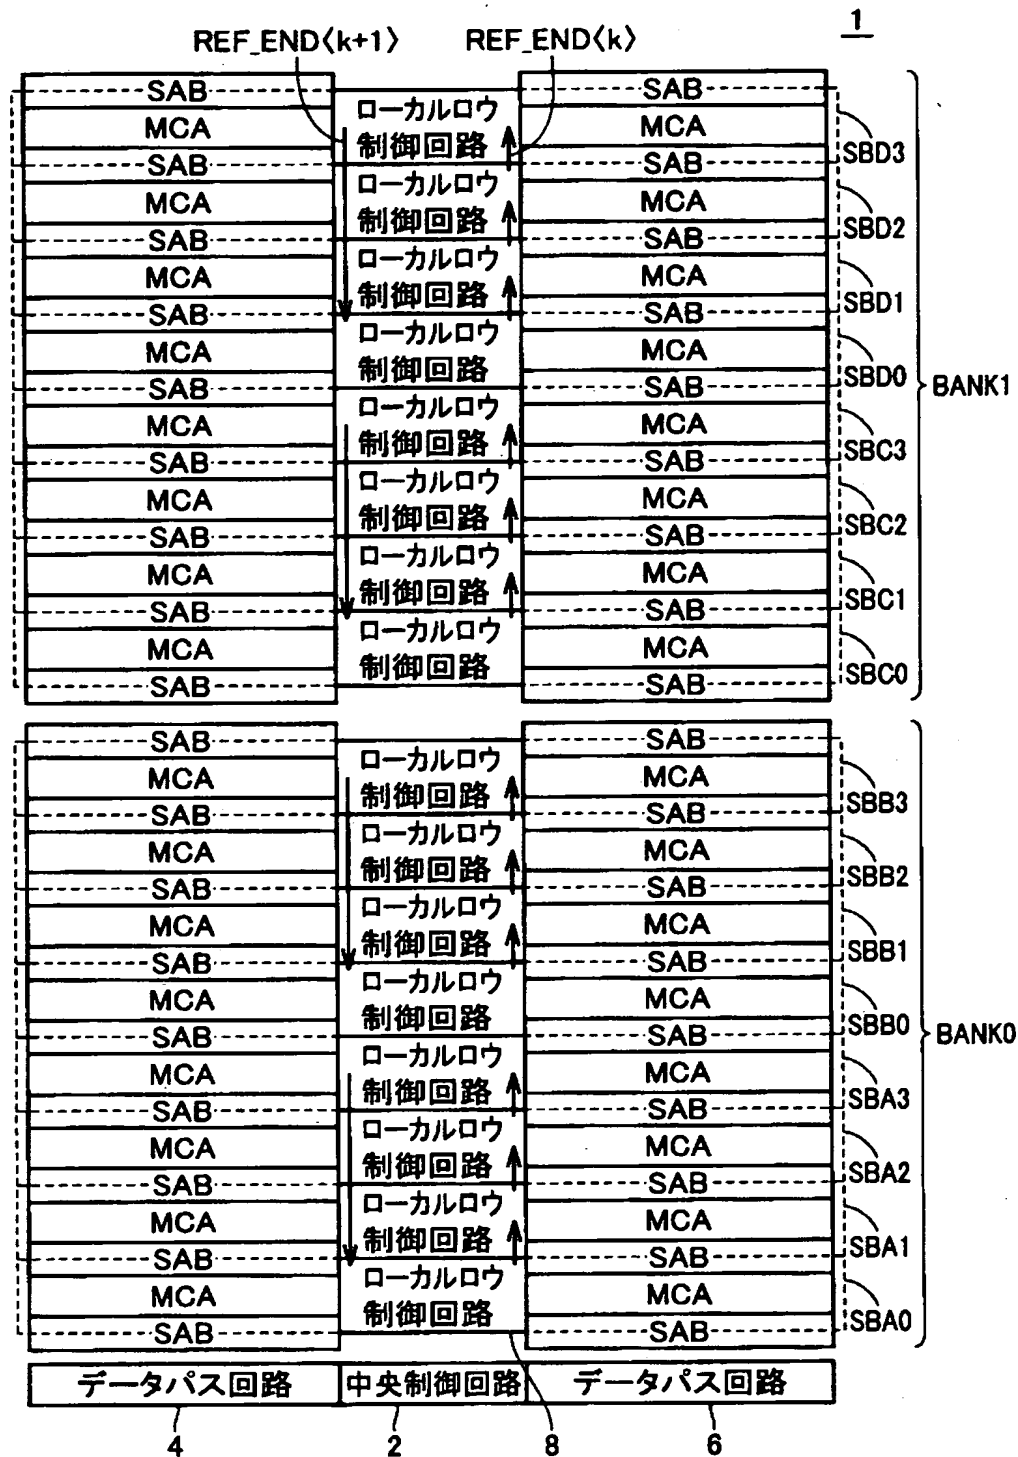 1
REF_END〈k+1〉 REF_END〈k〉
SAB SAB
ローカルロウ
MCA 制御回路 MCA SBD3
SAB SAB
ローカルロウ
MCA 制御回路 MCA SBD2
SAB SAB
ローカルロウ
MCA 制御回路 MCA SBD1
SAB SAB
ローカルロウ
MCA 制御回路 MCA SBD0
SAB SAB BANK1
ローカルロウ
MCA 制御回路 MCA SBC3
SAB SAB
ローカルロウ
MCA 制御回路 MCA SBC2
SAB SAB
ローカルロウ
MCA 制御回路 MCA SBC1
SAB SAB
ローカルロウ
MCA 制御回路 MCA SBC0
SAB SAB
SAB SAB
ローカルロウ
MCA 制御回路 MCA SBB3
SAB SAB
ローカルロウ
MCA 制御回路 MCA SBB2
SAB SAB
ローカルロウ
MCA 制御回路 MCA SBB1
SAB SAB
ローカルロウ
MCA 制御回路 MCA SBB0
SAB SAB BANK0
ローカルロウ
MCA 制御回路 MCA SBA3
SAB SAB
ローカルロウ
MCA 制御回路 MCA SBA2
SAB SAB
ローカルロウ
MCA 制御回路 MCA SBA1
SAB SAB
ローカルロウ
MCA 制御回路 MCA SBA0
SAB SAB
データパス回路 中央制御回路 データパス回路
4 2 8 6